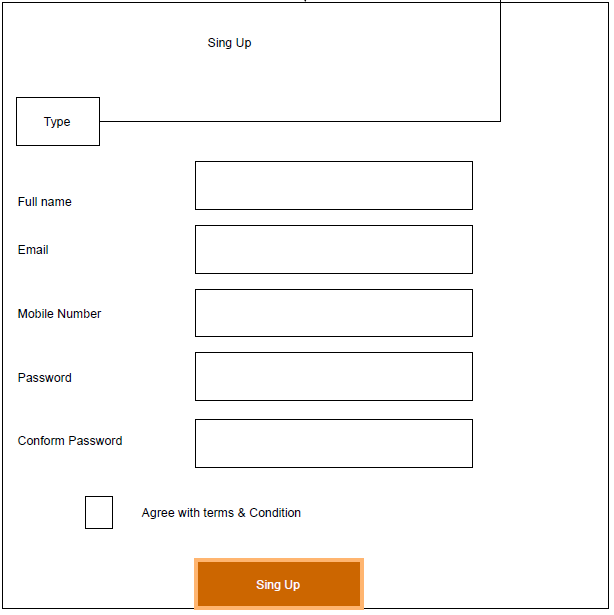 Sing Up
Type
Full name
Email
Mobile Number
Password
Conform Password
Agree with terms & Condition
Sing Up